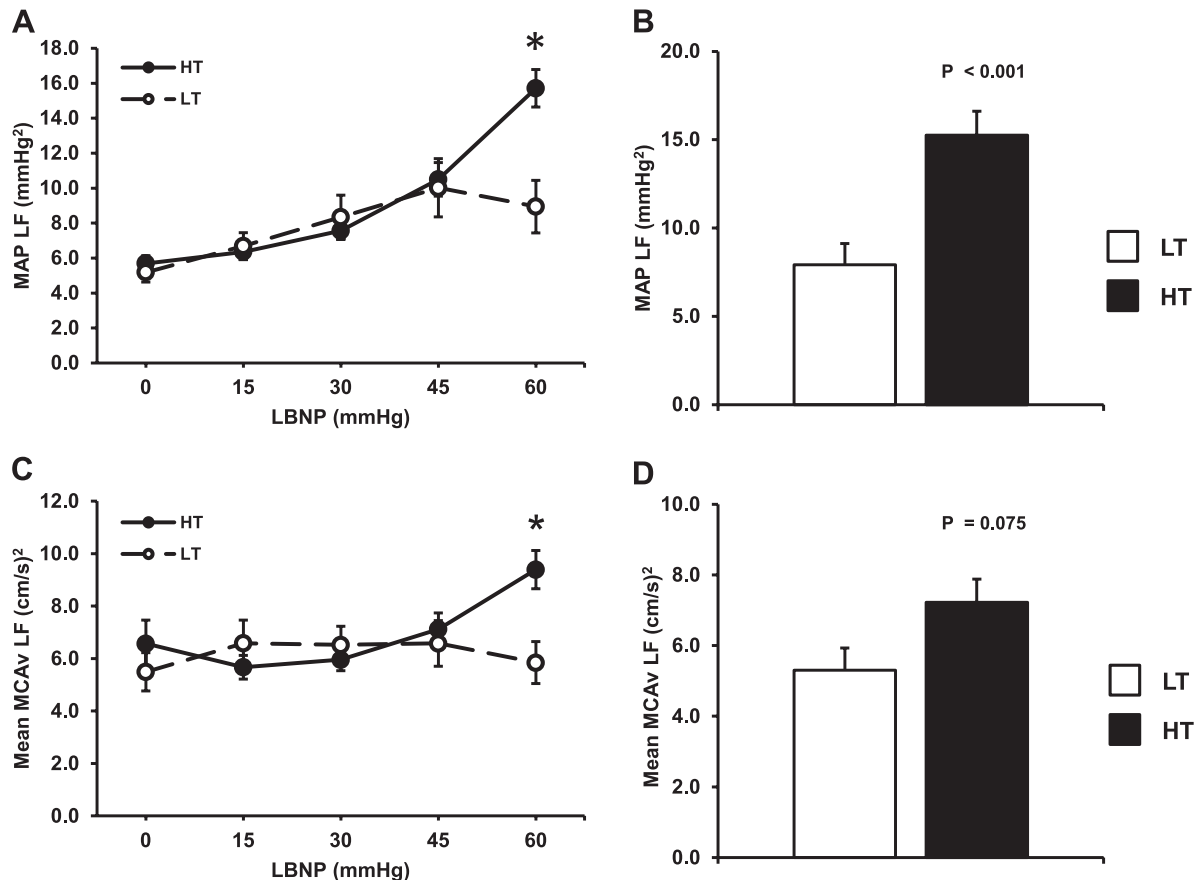 A
18.0
16.0
14.0
12.0
10.0
8.0
6.0
4.0
2.0
0.0
MAP LF (mmHg²)
HT
LT
*
0 15 30 45 60
LBNP (mmHg)
B
20.0
15.0
10.0
5.0
0.0
MAP LF (mmHg²)
P < 0.001
LT
HT
C
12.0
10.0
8.0
6.0
4.0
2.0
0.0
Mean MCAv LF (cm/s)²
HT
LT
*
0 15 30 45 60
LBNP (mmHg)
D
10.0
8.0
6.0
4.0
2.0
0.0
Mean MCAv LF (cm/s)²
P = 0.075
LT
HT